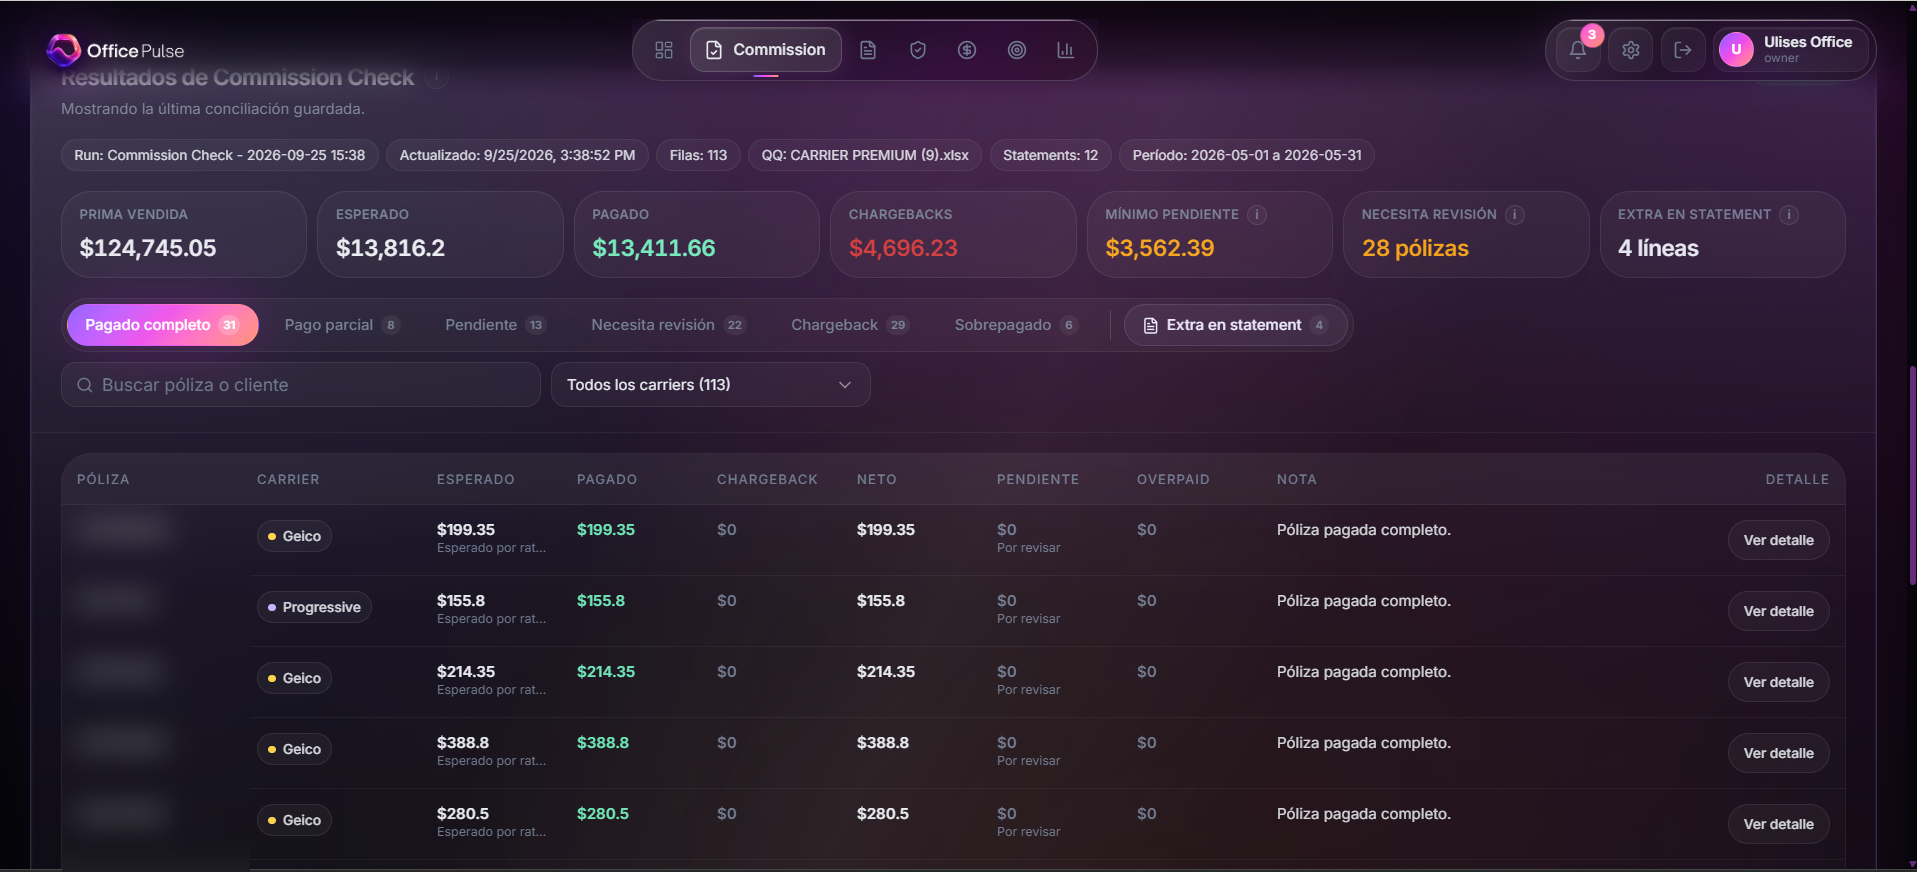 OfficePulse
Commission
3
U
Ulises Office
owner
Resultados de Commission Check
Mostrando la última conciliación guardada.
Run: Commission Check - 2026-09-25 15:38
Actualizado: 9/25/2026, 3:38:52 PM
Filas: 113
QQ: CARRIER PREMIUM (9).xlsx
Statements: 12
Período: 2026-05-01 a 2026-05-31
PRIMA VENDIDA
$124,745.05
ESPERADO
$13,816.2
PAGADO
$13,411.66
CHARGEBACKS
$4,696.23
MÍNIMO PENDIENTE i
$3,562.39
NECESITA REVISIÓN i
28 pólizas
EXTRA EN STATEMENT i
4 líneas
Pagado completo 31
Pago parcial 8
Pendiente 13
Necesita revisión 22
Chargeback 29
Sobrepagado 6
Extra en statement 4
Buscar póliza o cliente
Todos los carriers (113)
PÓLIZA CARRIER ESPERADO PAGADO CHARGEBACK NETO PENDIENTE OVERPAID NOTA DETALLE
Geico $199.35 $199.35 $0 $199.35 $0 $0 Póliza pagada completo. Ver detalle
Esperado por rat... Por revisar
Progressive $155.8 $155.8 $0 $155.8 $0 $0 Póliza pagada completo. Ver detalle
Esperado por rat... Por revisar
Geico $214.35 $214.35 $0 $214.35 $0 $0 Póliza pagada completo. Ver detalle
Esperado por rat... Por revisar
Geico $388.8 $388.8 $0 $388.8 $0 $0 Póliza pagada completo. Ver detalle
Esperado por rat... Por revisar
Geico $280.5 $280.5 $0 $280.5 $0 $0 Póliza pagada completo. Ver detalle
Esperado por rat... Por revisar